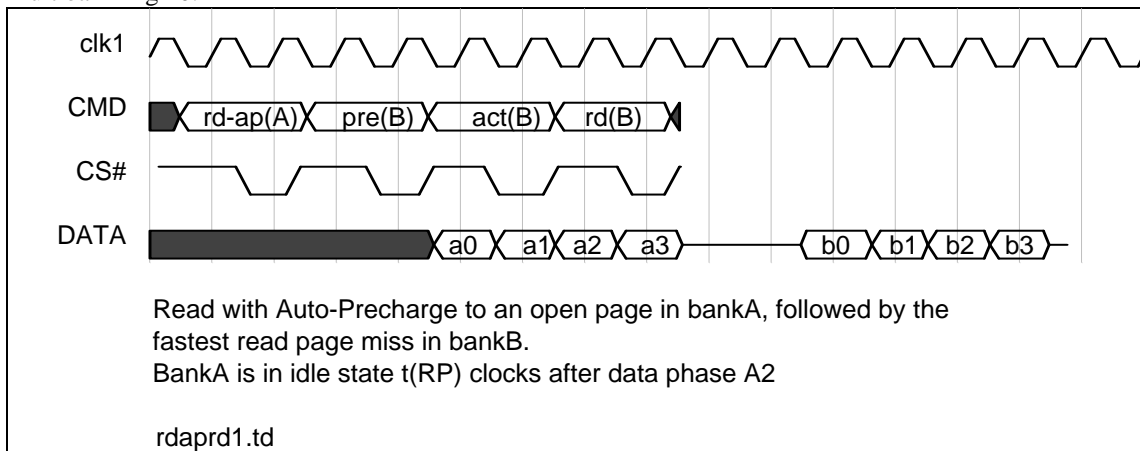 clk1
CMD rd-ap(A) pre(B) act(B) rd(B)
CS#
DATA a0 a1 a2 a3 b0 b1 b2 b3
Read with Auto-Precharge to an open page in bankA, followed by the
fastest read page miss in bankB.
BankA is in idle state t(RP) clocks after data phase A2
rdaprd1.td